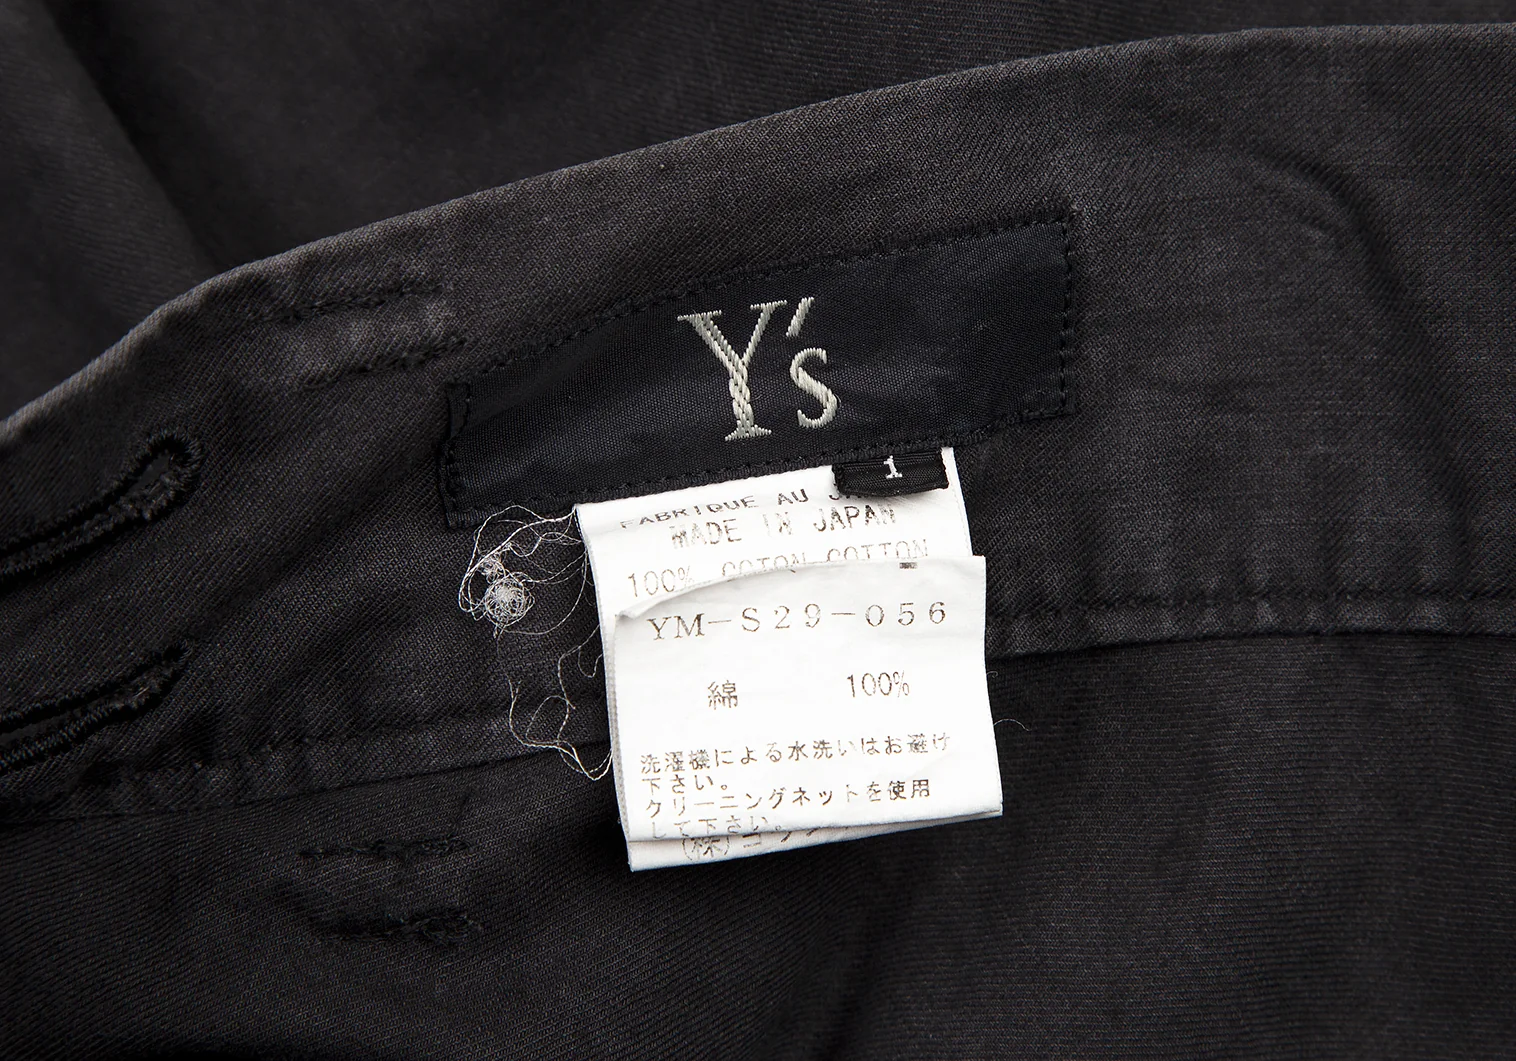 Y's
1
FABRIQUE AU
MADE IN JAPAN
100% COTON COTTON
YM-S29-056
綿 100%
洗濯機による水洗いはお避け
下さい。
クリーニングネットを使用
して下さい。
(株)